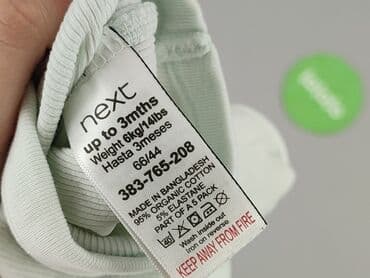 next
up to 3mths
Weight 6kg/14lbs
Hasta 3meses
66/44
383-765-208
MADE IN BANGLADESH
95% ORGANIC COTTON
5% ELASTANE
PART OF A 5 PACK
Wash inside out
Iron on reverse
KEEP AWAY FROM FIRE